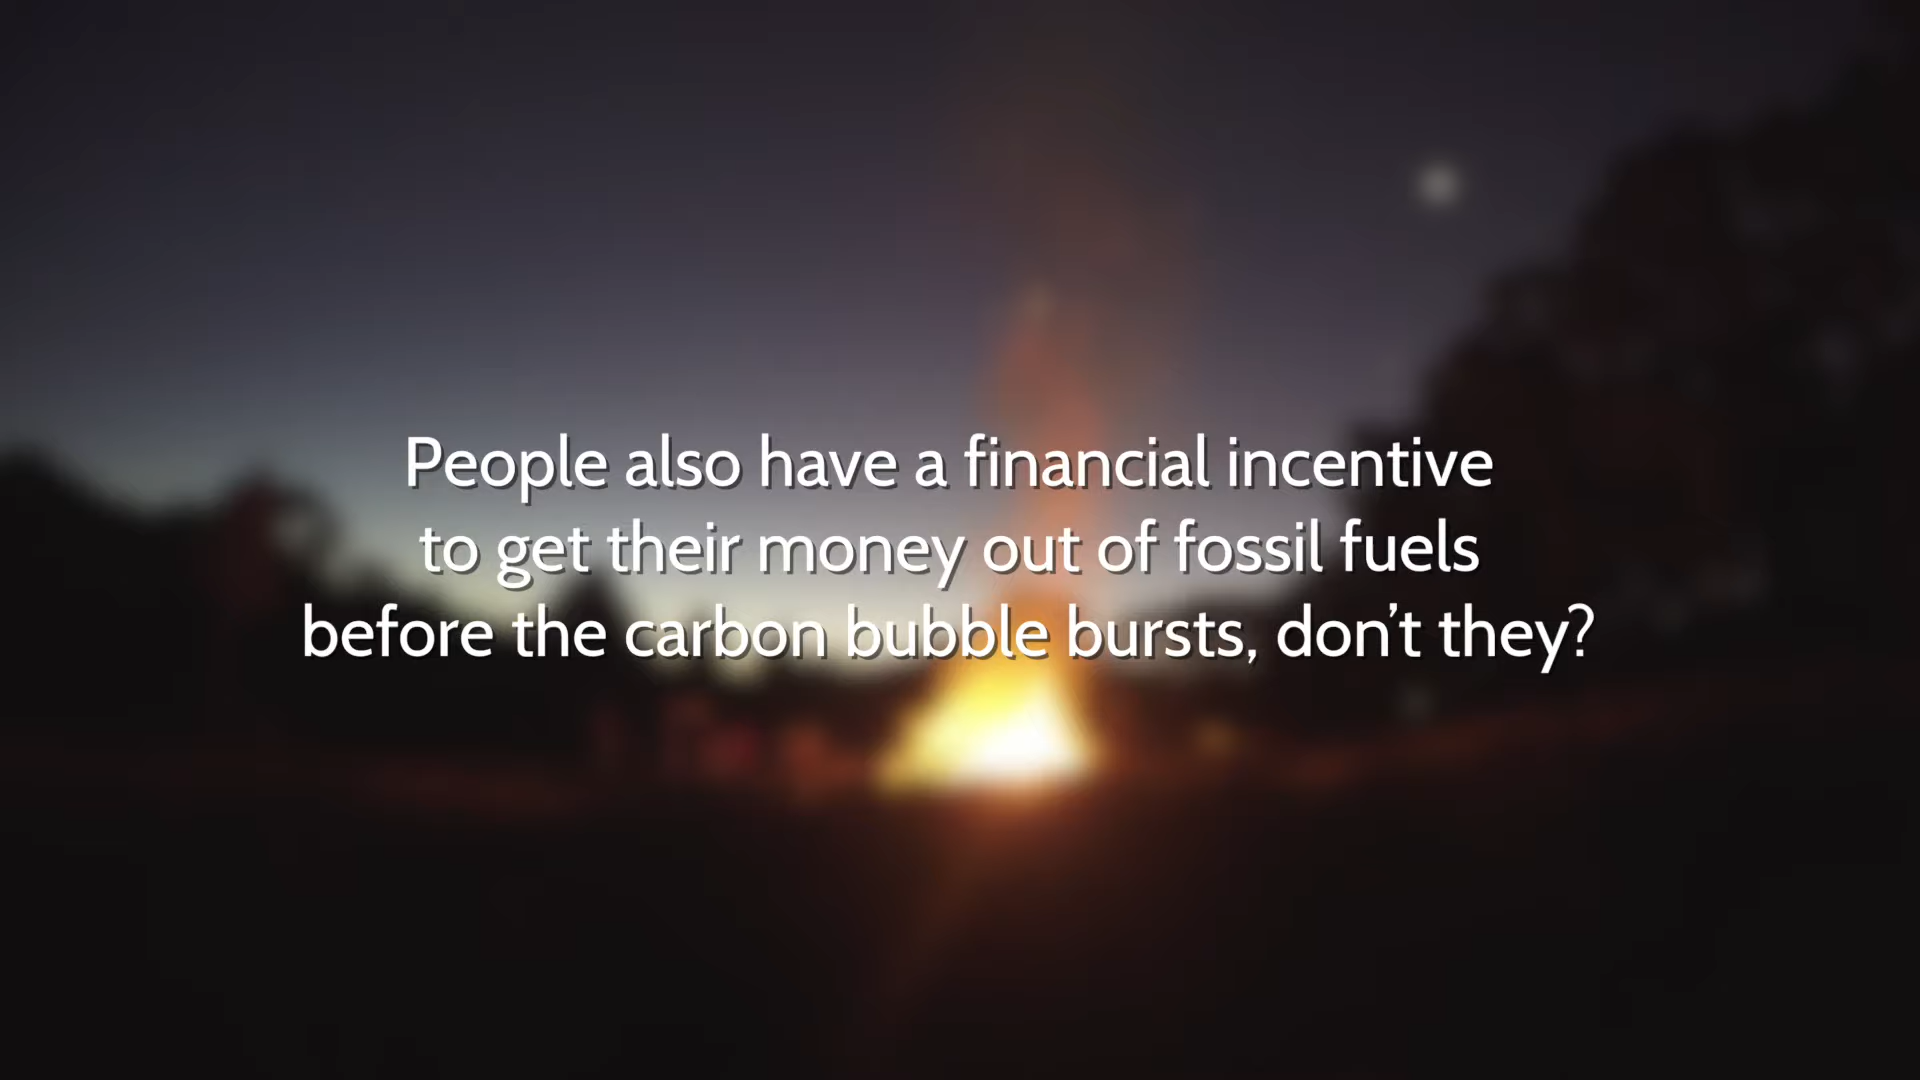 People also have a financial incentive
to get their money out of fossil fuels
before the carbon bubble bursts, don’t they?